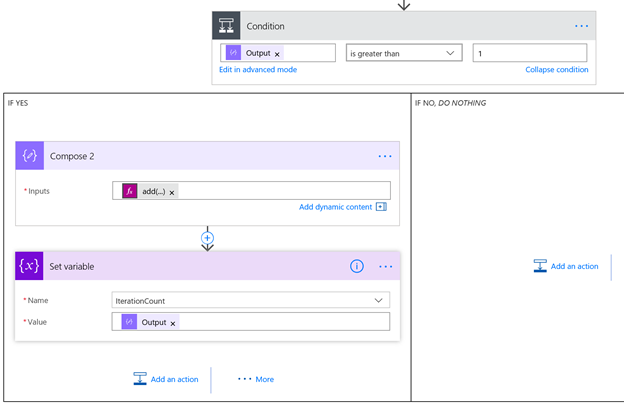 Condition
Output x is greater than 1
Edit in advanced mode Collapse condition
IF YES IF NO, DO NOTHING
{✎} Compose 2
* Inputs fx add(...) x
Add dynamic content
{x} Set variable
* Name IterationCount
* Value Output x
Add an action
Add an action ··· More